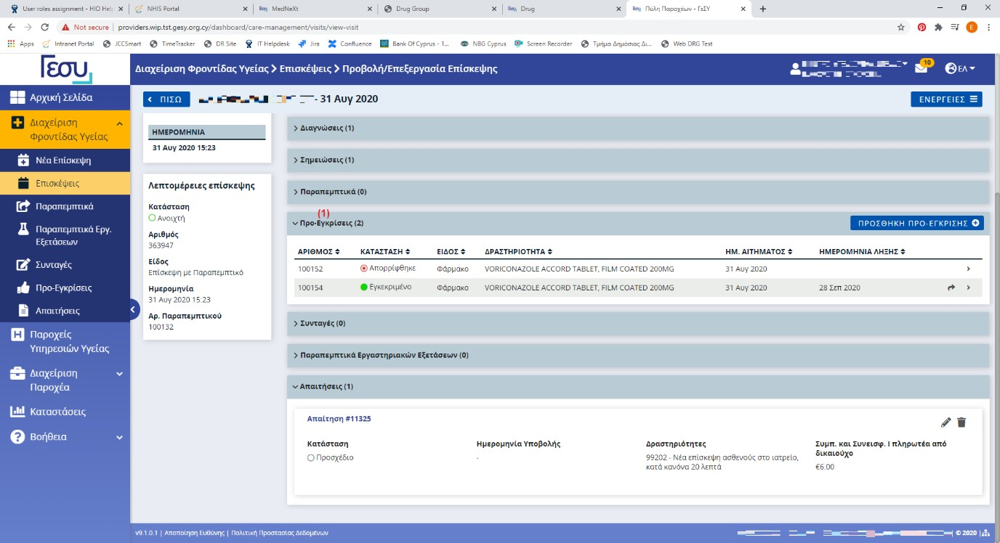 User roles assignment - HIO Help
NHIS Portal
MedNeXt
Drug Group
Drug
Πύλη Παροχέων - ΓεΣΥ
Not secure | providers.wip.tst.gesy.org.cy/dashboard/care-management/visits/view-visit
E
Apps
Intranet Portal
JCCSmart
TimeTracker
DR Site
IT Helpdesk
Jira
Confluence
Bank Of Cyprus - 1...
NBG Cyprus
Screen Recorder
Τμήμα Δημόσιας Δι...
Web DRG Test
Γεσυ
Διαχείριση Φροντίδας Υγείας > Επισκέψεις > Προβολή/Επεξεργασία Επίσκεψης
10
ΕΛ
Αρχική Σελίδα
Διαχείριση
Φροντίδας Υγείας
Νέα Επίσκεψη
Επισκέψεις
Παραπεμπτικά
Παραπεμπτικά Εργ.
Εξετάσεων
Συνταγές
Προ-Εγκρίσεις
Απαιτήσεις
Παροχείς
Υπηρεσιών Υγείας
Διαχείριση
Παροχέα
Καταστάσεις
Βοήθεια
ΠΙΣΩ
- 31 Αυγ 2020
ΕΝΕΡΓΕΙΕΣ
ΗΜΕΡΟΜΗΝΙΑ
31 Αυγ 2020 15:23
Λεπτομέρειες επίσκεψης
Κατάσταση
Ανοιχτή
Αριθμός
363947
Είδος
Επίσκεψη με Παραπεμπτικό
Ημερομηνία
31 Αυγ 2020 15:23
Αρ. Παραπεμπτικού
100132
Διαγνώσεις (1)
Σημειώσεις (1)
Παραπεμπτικά (0)
(1)
Προ-Εγκρίσεις (2)
ΠΡΟΣΘΗΚΗ ΠΡΟ-ΕΓΚΡΙΣΗΣ
ΑΡΙΘΜΟΣ ΚΑΤΑΣΤΑΣΗ ΕΙΔΟΣ ΔΡΑΣΤΗΡΙΟΤΗΤΑ ΗΜ. ΑΙΤΗΜΑΤΟΣ ΗΜΕΡΟΜΗΝΙΑ ΛΗΞΗΣ
100152 Απορρίφθηκε Φάρμακο VORICONAZOLE ACCORD TABLET, FILM COATED 200MG 31 Αυγ 2020
100154 Εγκεκριμένο Φάρμακο VORICONAZOLE ACCORD TABLET, FILM COATED 200MG 31 Αυγ 2020 28 Σεπ 2020
Συνταγές (0)
Παραπεμπτικά Εργαστηριακών Εξετάσεων (0)
Απαιτήσεις (1)
Απαίτηση #11325
Κατάσταση
Προσχέδιο
Ημερομηνία Υποβολής
-
Δραστηριότητες
99202 - Νέα επίσκεψη ασθενούς στο ιατρείο,
κατά κανόνα 20 λεπτά
Συμπ. και Συνεισφ. Ι πληρωτέα από
δικαιούχο
€6.00
v9.1.0.1 | Αποποίηση Ευθύνης | Πολιτική Προστασίας Δεδομένων
© 2020